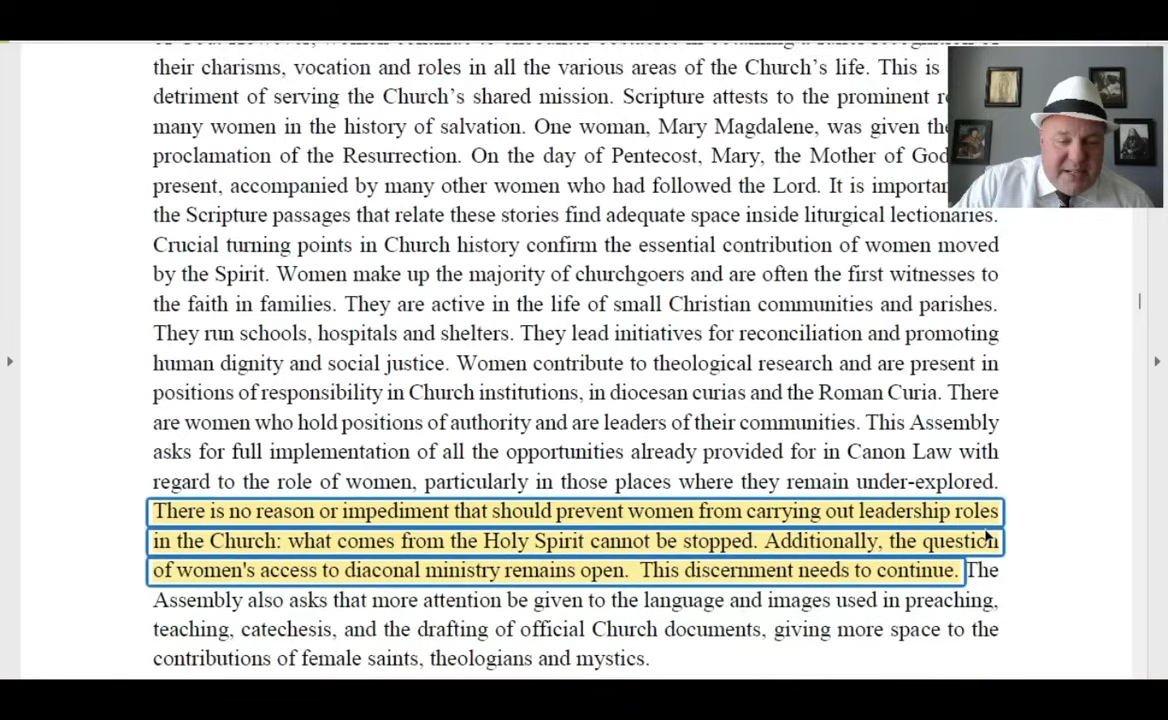 their charisms, vocation and roles in all the various areas of the Church's life. This is
detriment of serving the Church's shared mission. Scripture attests to the prominent
many women in the history of salvation. One woman, Mary Magdalene, was given
proclamation of the Resurrection. On the day of Pentecost, Mary, the Mother of God
present, accompanied by many other women who had followed the Lord. It is
the Scripture passages that relate these stories find adequate space inside liturgical lectionaries.
Crucial turning points in Church history confirm the essential contribution of women moved
by the Spirit. Women make up the majority of churchgoers and are often the first witnesses to
the faith in families. They are active in the life of small Christian communities and parishes.
They run schools, hospitals and shelters. They lead initiatives for reconciliation and promoting
human dignity and social justice. Women contribute to theological research and are present in
positions of responsibility in Church institutions, in diocesan curias and the Roman Curia. There
are women who hold positions of authority and are leaders of their communities. This Assembly
asks for full implementation of all the opportunities already provided for in Canon Law with
regard to the role of women, particularly in those places where they remain under-explored.
There is no reason or impediment that should prevent women from carrying out leadership roles
in the Church: what comes from the Holy Spirit cannot be stopped. Additionally, the question
of women's access to diaconal ministry remains open. This discernment needs to continue. The
Assembly also asks that more attention be given to the language and images used in preaching,
teaching, catechesis, and the drafting of official Church documents, giving more space to the
contributions of female saints, theologians and mystics.